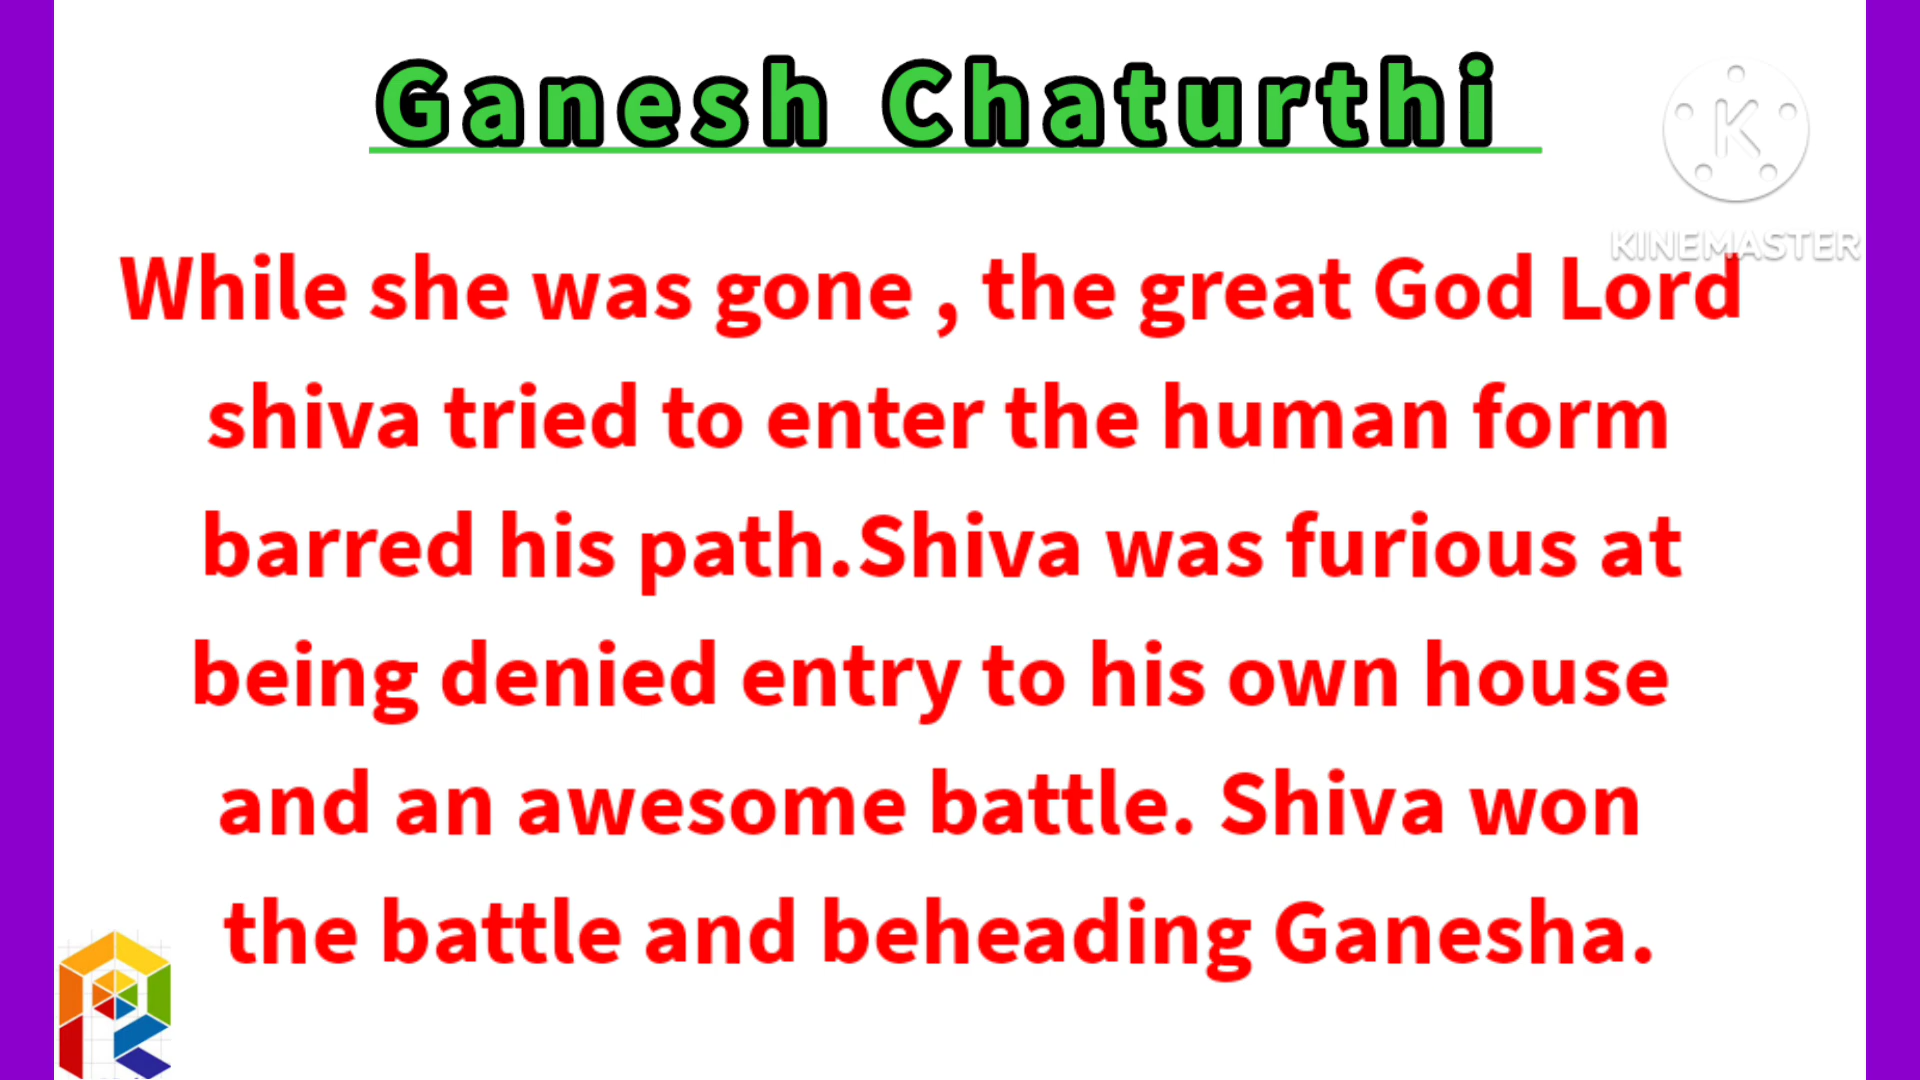 Ganesh Chaturthi
KINEMASTER
While she was gone , the great God Lord
shiva tried to enter the human form
barred his path.Shiva was furious at
being denied entry to his own house
and an awesome battle. Shiva won
the battle and beheading Ganesha.